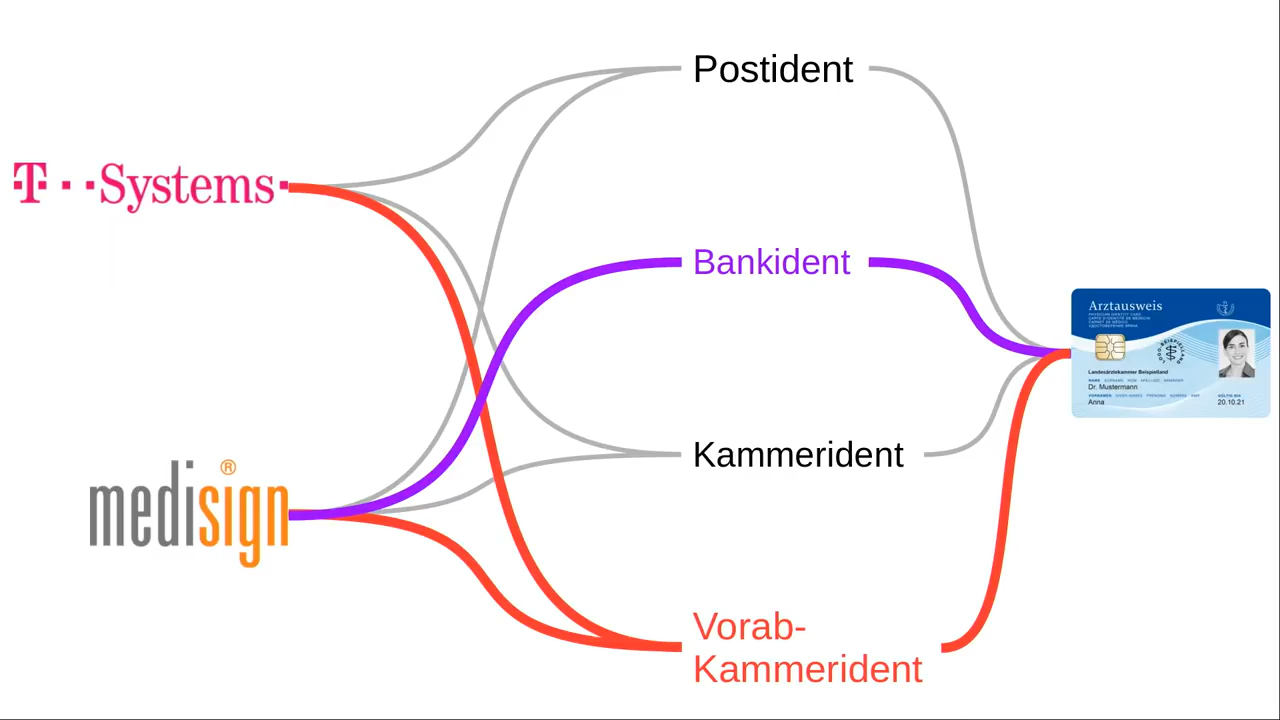 Postident
T··Systems·
Bankident
Arztausweis
Landesärztekammer Beispielland
Dr. Mustermann
Anna
20.10.21
Kammerident
medisign®
Vorab-
Kammerident